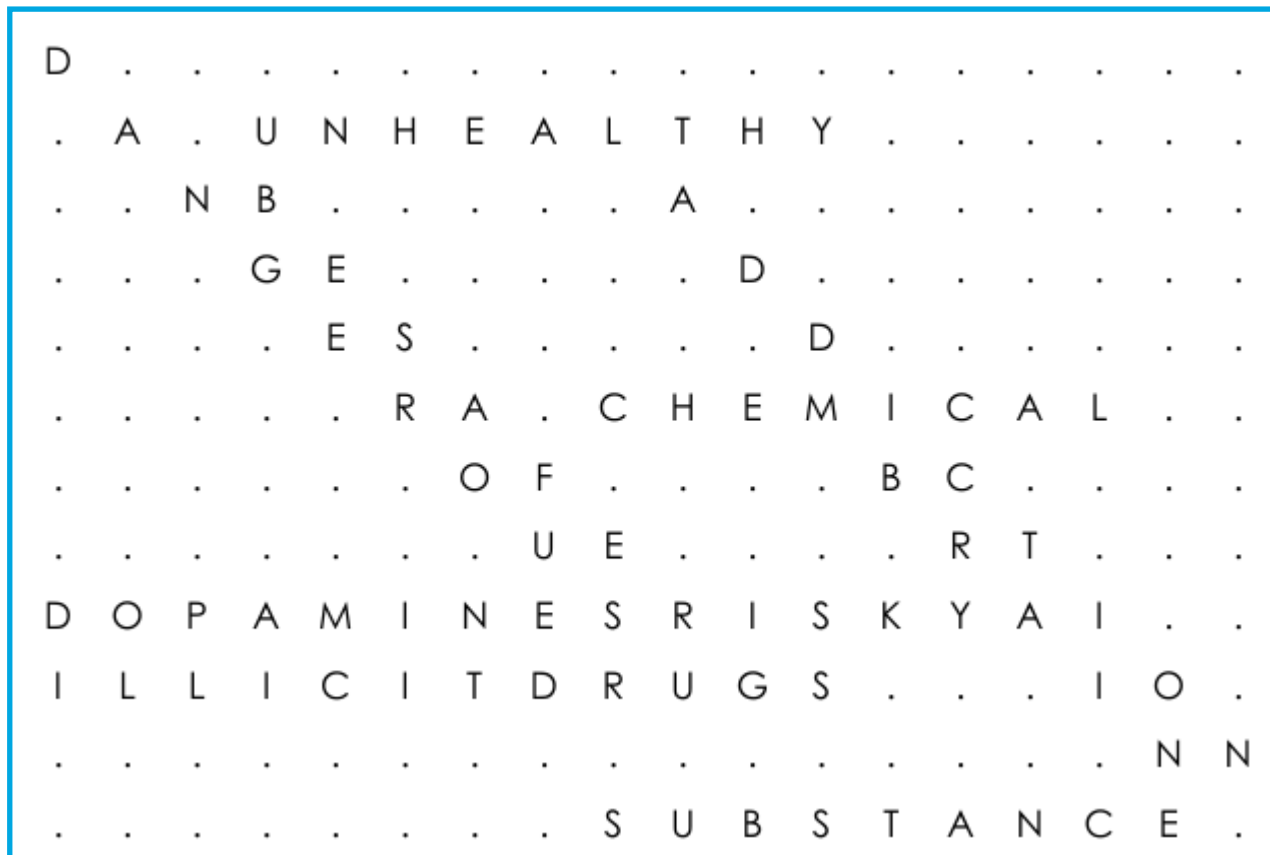 D . . . . . . . . . . . . . . . . .
. A . U N H E A L T H Y . . . . . .
. . N B . . . . . A . . . . . . . .
. . . G E . . . . . D . . . . . . .
. . . . E S . . . . . D . . . . . .
. . . . . R A . C H E M I C A L . .
. . . . . . O F . . . . B C . . . .
. . . . . . . U E . . . . R T . . .
D O P A M I N E S R I S K Y A I . .
I L L I C I T D R U G S . . . I O .
. . . . . . . . . . . . . . . . N N
. . . . . . . . S U B S T A N C E .